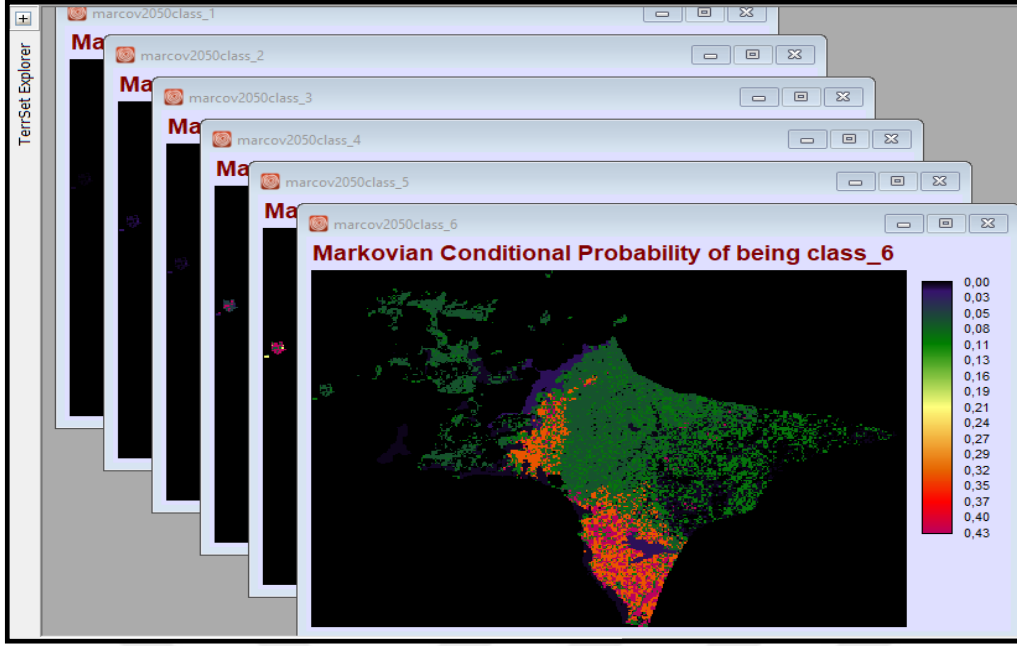 marcov2050class_1
Ma
marcov2050class_2
Ma
marcov2050class_3
Ma
marcov2050class_4
Ma
marcov2050class_5
Ma
marcov2050class_6
Markovian Conditional Probability of being class_6
0,00
0,03
0,05
0,08
0,11
0,13
0,16
0,19
0,21
0,24
0,27
0,29
0,32
0,35
0,37
0,40
0,43
TerrSet Explorer